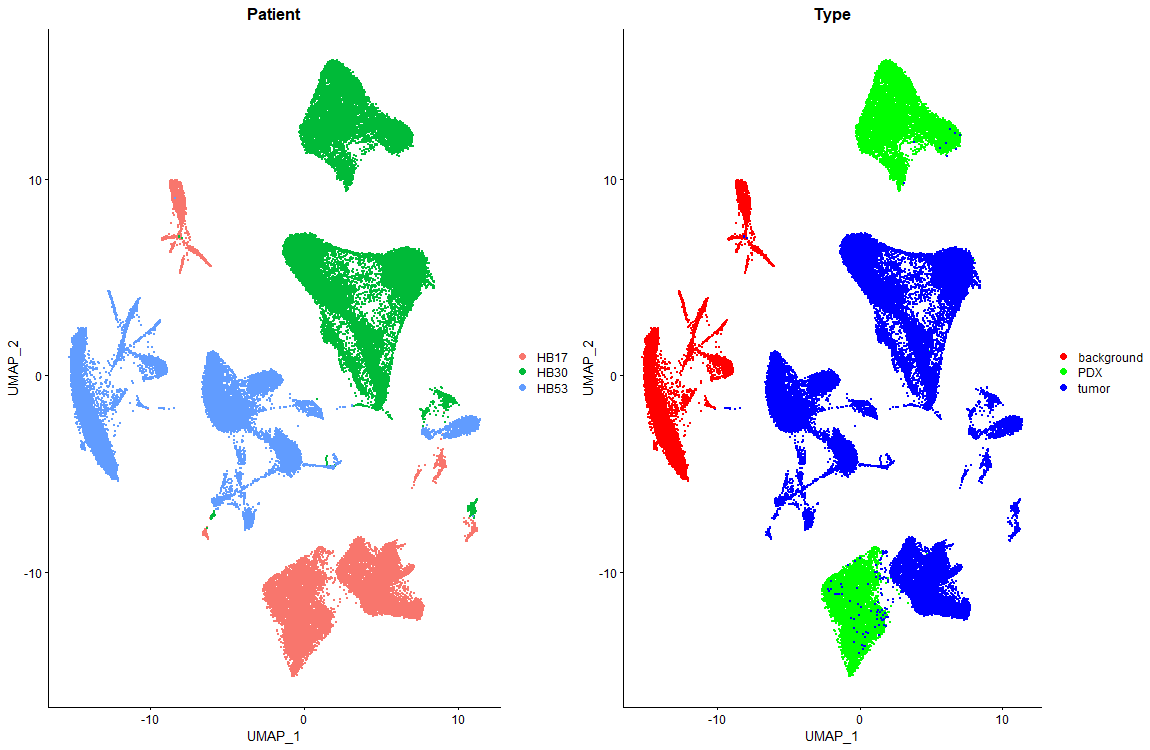 Patient
Type
10
0
-10
UMAP_2
-10
0
10
UMAP_1
HB17
HB30
HB53
10
0
-10
UMAP_2
-10
0
10
UMAP_1
background
PDX
tumor